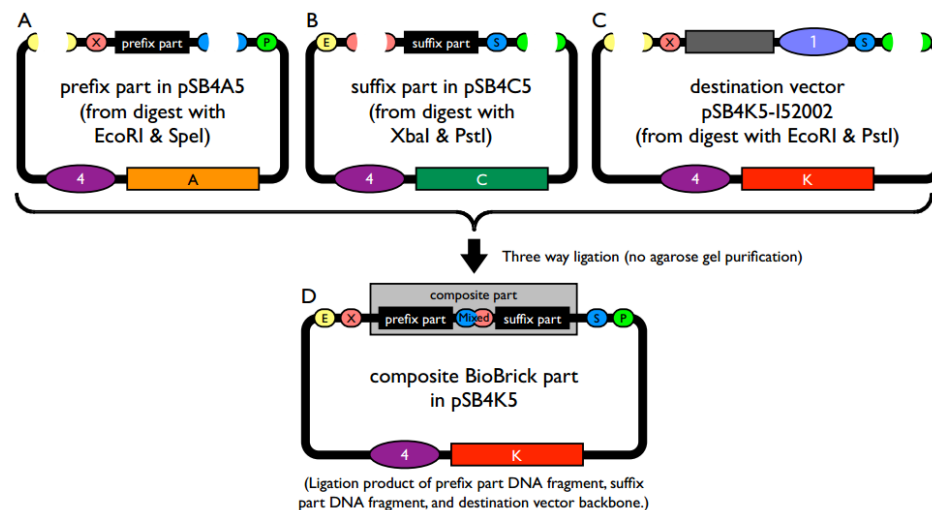 A
X
prefix part
P
prefix part in pSB4A5
(from digest with
EcoRI & SpeI)
4
A
B
E
suffix part
S
suffix part in pSB4C5
(from digest with
XbaI & PstI)
4
C
C
X
1
S
destination vector
pSB4K5-I52002
(from digest with EcoRI & PstI)
4
K
Three way ligation (no agarose gel purification)
D
composite part
E
X
prefix part
Mixed
suffix part
S
P
composite BioBrick part
in pSB4K5
4
K
(Ligation product of prefix part DNA fragment, suffix
part DNA fragment, and destination vector backbone.)